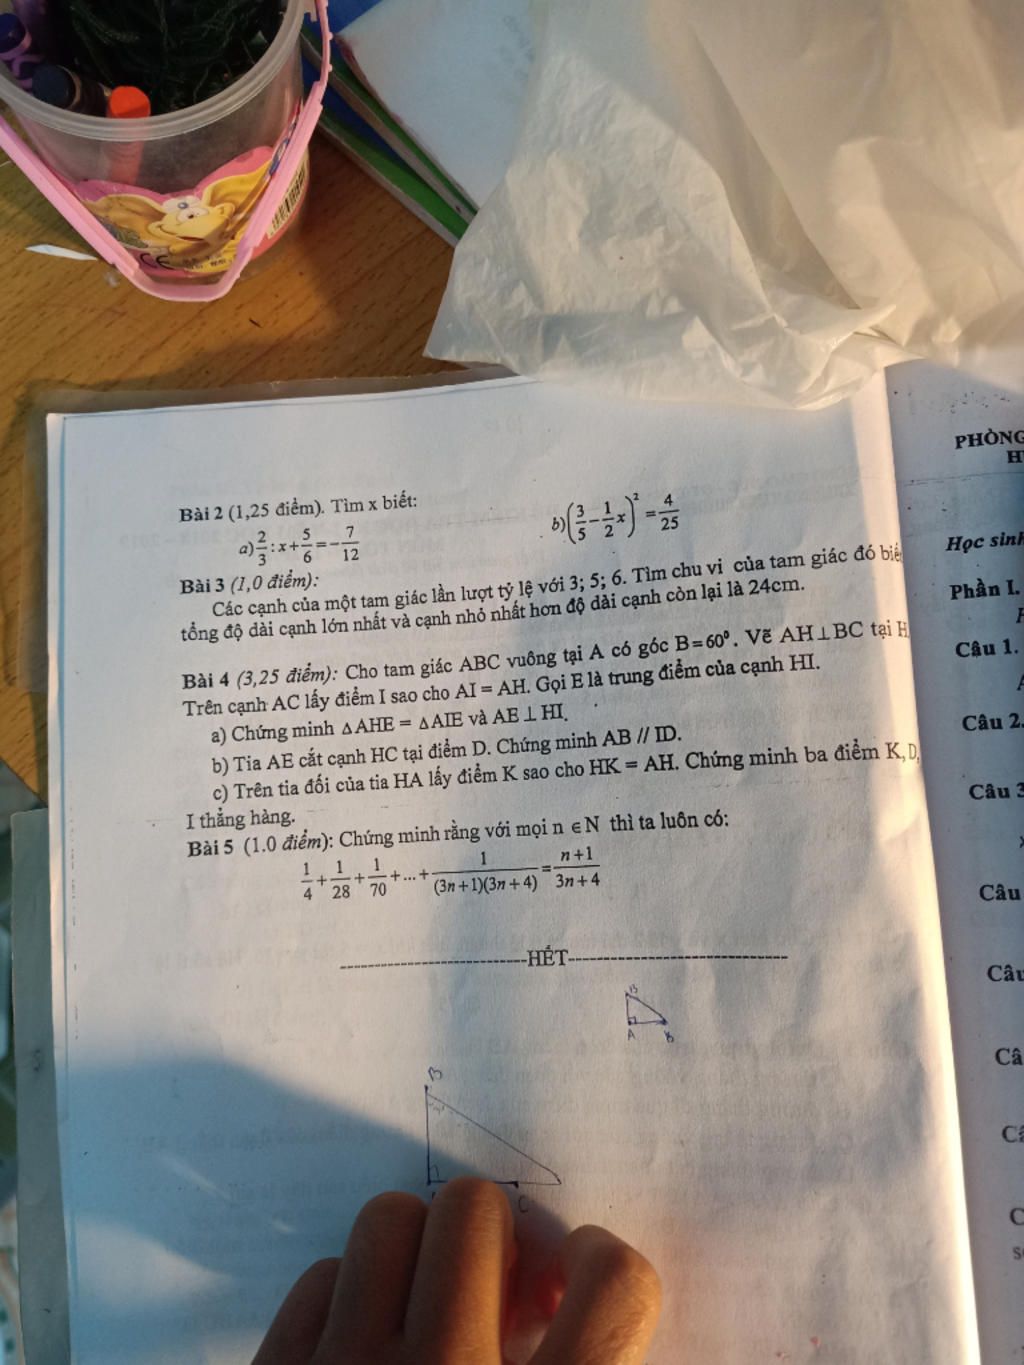 Bài 2 (1,25 điểm). Tìm x biết:
a) 2/3 : x + 5/6 = - 7/12
b) (3/5 - 1/2 x)² = 4/25
Bài 3 (1,0 điểm):
Các cạnh của một tam giác lần lượt tỷ lệ với 3; 5; 6. Tìm chu vi của tam giác đó biết
tổng độ dài cạnh lớn nhất và cạnh nhỏ nhất hơn độ dài cạnh còn lại là 24cm.
Bài 4 (3,25 điểm): Cho tam giác ABC vuông tại A có góc B = 60⁰. Vẽ AH ⊥ BC tại H
Trên cạnh AC lấy điểm I sao cho AI = AH. Gọi E là trung điểm của cạnh HI.
a) Chứng minh △AHE = △AIE và AE ⊥ HI.
b) Tia AE cắt cạnh HC tại điểm D. Chứng minh AB // ID.
c) Trên tia đối của tia HA lấy điểm K sao cho HK = AH. Chứng minh ba điểm K, D,
I thẳng hàng.
Bài 5 (1.0 điểm): Chứng minh rằng với mọi n ∈ N thì ta luôn có:
1/4 + 1/28 + 1/70 + ... + 1/((3n+1)(3n+4)) = (n+1)/(3n+4)
HẾT
B
A B
B
C
PHÒNG
Học sinh
Phần I.
Câu 1.
Câu 2.
Câu 3
Câu
Câu